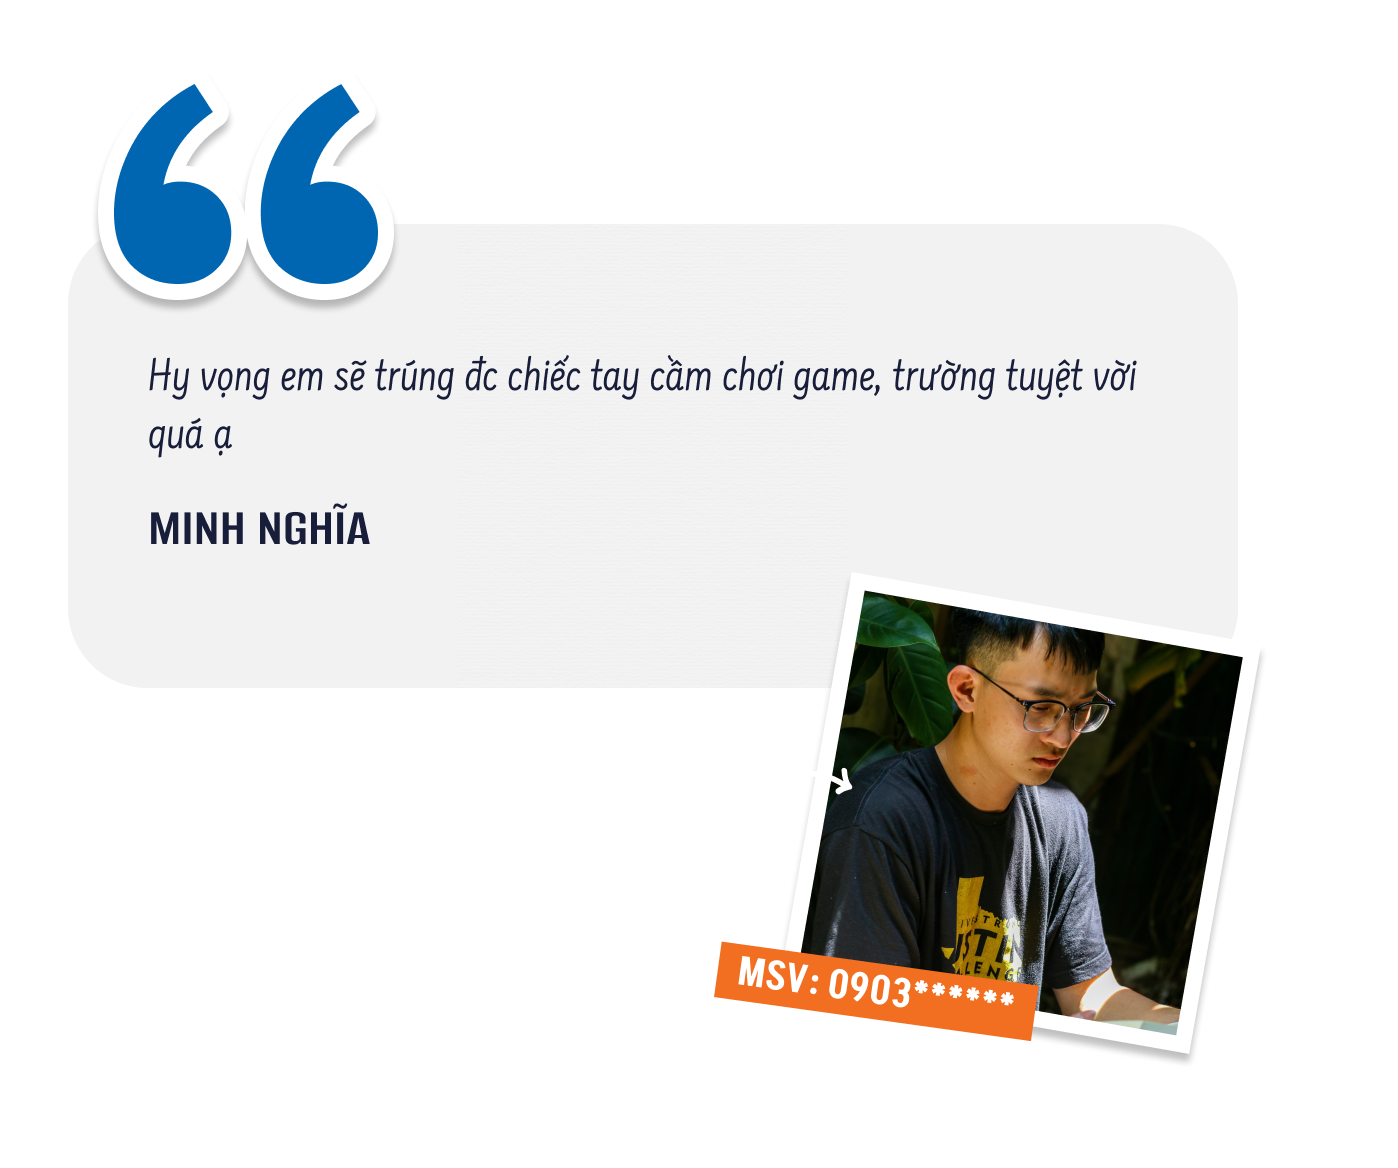 Hy vọng em sẽ trúng đc chiếc tay cầm chơi game, trường tuyệt vời
quá ạ
MINH NGHĨA
MSV: 0903******